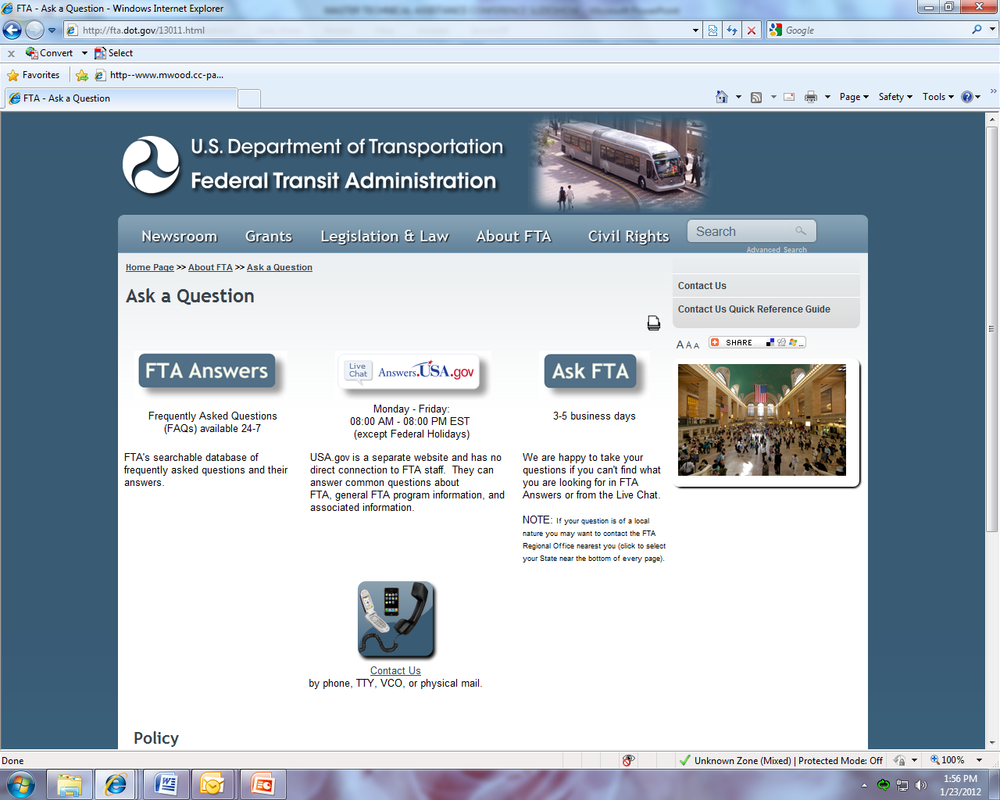 FTA - Ask a Question - Windows Internet Explorer
http://fta.dot.gov/13011.html
Google
x Convert Select
Favorites http--www.mwood.cc-pa...
FTA - Ask a Question
Page Safety Tools
U.S. Department of Transportation
Federal Transit Administration
Newsroom Grants Legislation & Law About FTA Civil Rights Search
Advanced Search
Home Page >> About FTA >> Ask a Question
Ask a Question
Contact Us
Contact Us Quick Reference Guide
A A A SHARE ...
FTA Answers
Live Chat Answers.USA.gov
Ask FTA
Frequently Asked Questions
(FAQs) available 24-7
Monday - Friday:
08:00 AM - 08:00 PM EST
(except Federal Holidays)
3-5 business days
FTA's searchable database of
frequently asked questions and their
answers.
USA.gov is a separate website and has no
direct connection to FTA staff. They can
answer common questions about
FTA, general FTA program information, and
associated information.
We are happy to take your
questions if you can't find what
you are looking for in FTA
Answers or from the Live Chat.
NOTE: If your question is of a local
nature you may want to contact the FTA
Regional Office nearest you (click to select
your State near the bottom of every page).
Contact Us
by phone, TTY, VCO, or physical mail.
Policy
Done
Unknown Zone (Mixed) | Protected Mode: Off
100%
1:56 PM
1/23/2012